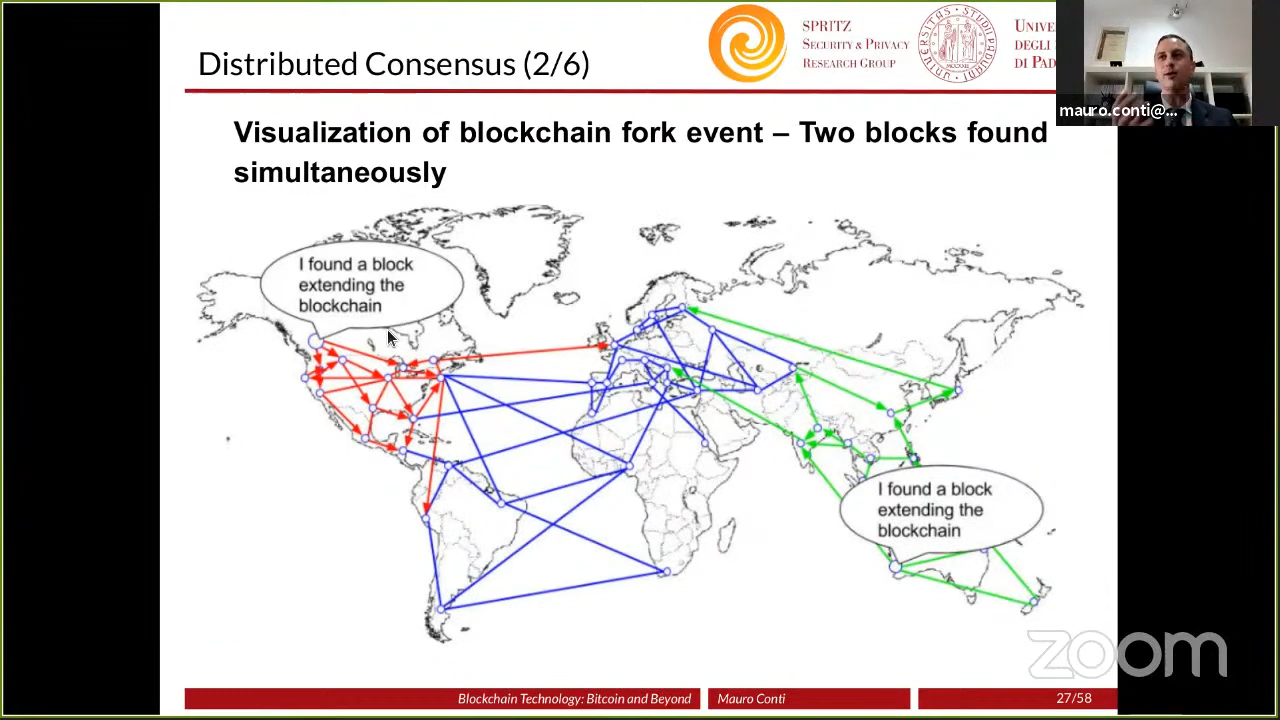 Distributed Consensus (2/6)
SPRITZ
SECURITY & PRIVACY
RESEARCH GROUP
UNIVERSITAS STUDII
UNIVE
DEGLI
DI PAD
mauro.conti@...
Visualization of blockchain fork event – Two blocks found
simultaneously
I found a block
extending the
blockchain
I found a block
extending the
blockchain
zoom
Blockchain Technology: Bitcoin and Beyond
Mauro Conti
27/58